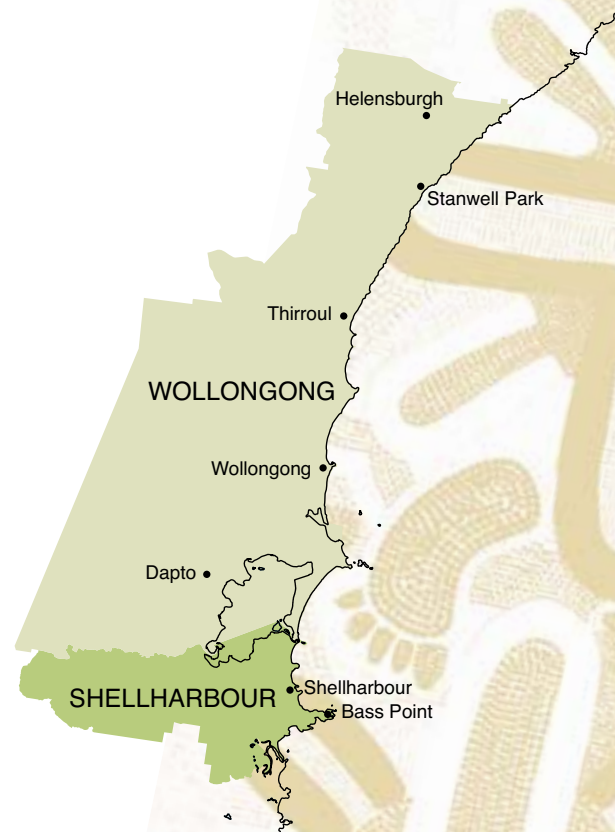 Helensburgh
Stanwell Park
Thirroul
WOLLONGONG
Wollongong
Dapto
Shellharbour
SHELLHARBOUR
Bass Point